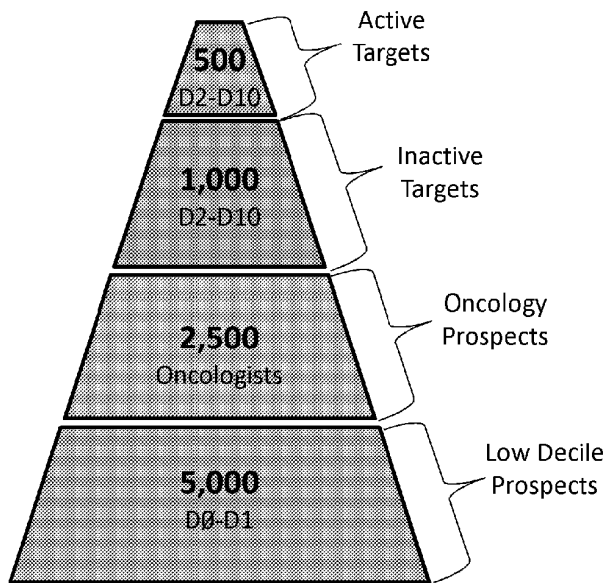 500
D2-D10
Active
Targets
1,000
D2-D10
Inactive
Targets
2,500
Oncologists
Oncology
Prospects
5,000
DØ-D1
Low Decile
Prospects